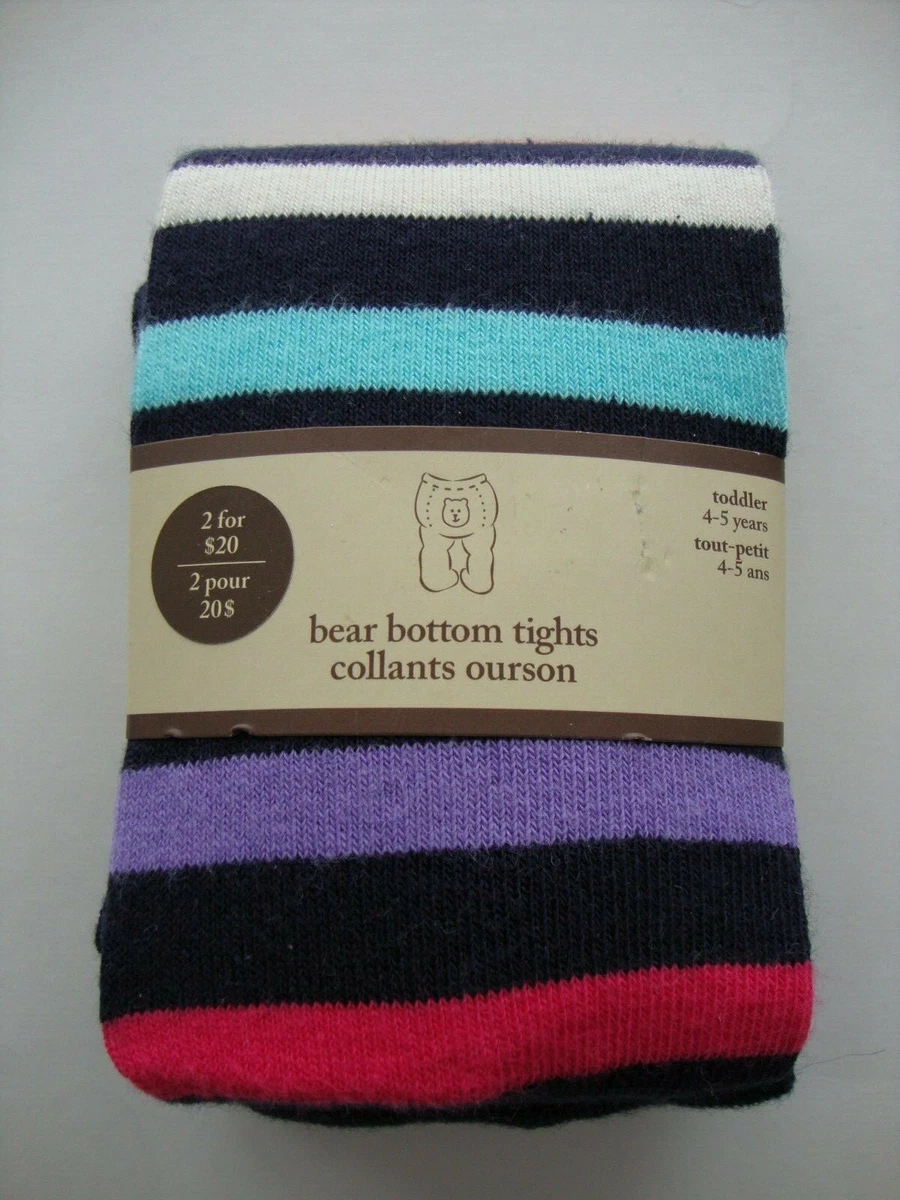 2 for
$20
2 pour
20$
toddler
4-5 years
tout-petit
4-5 ans
bear bottom tights
collants ourson